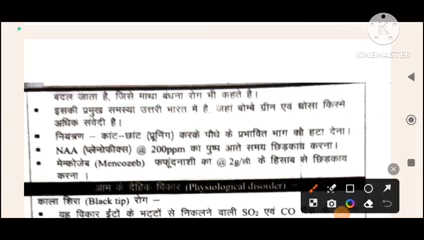 KINEMASTER
बदल जाता है, जिसे माथा बधना रोग भी कहते है।
इसकी प्रमुख समस्या उत्तरी भारत में है, जहां बोम्बे ग्रीन एवं धोसा किस्में
अधिक संवेदी है।
नियंत्रण – कांट-छांट (प्रूनिंग) करके पौधे के प्रभावित भाग को हटा देना।
NAA (प्लेनोफीक्स) @ 200ppm का पुष्प आते समय छिड़काय करना।
मेन्कोजेब (Mencozeb) फफूंदनाशी का @ 2g/ली के हिसाब से छिड़काय
करना ।
आम के दैहिक विकार (Physiological disorder) –
काला शिरा (Black tip) रोग –
यह विकार ईंटों के भट्टों से निकलने वाली SO₂ एवं CO